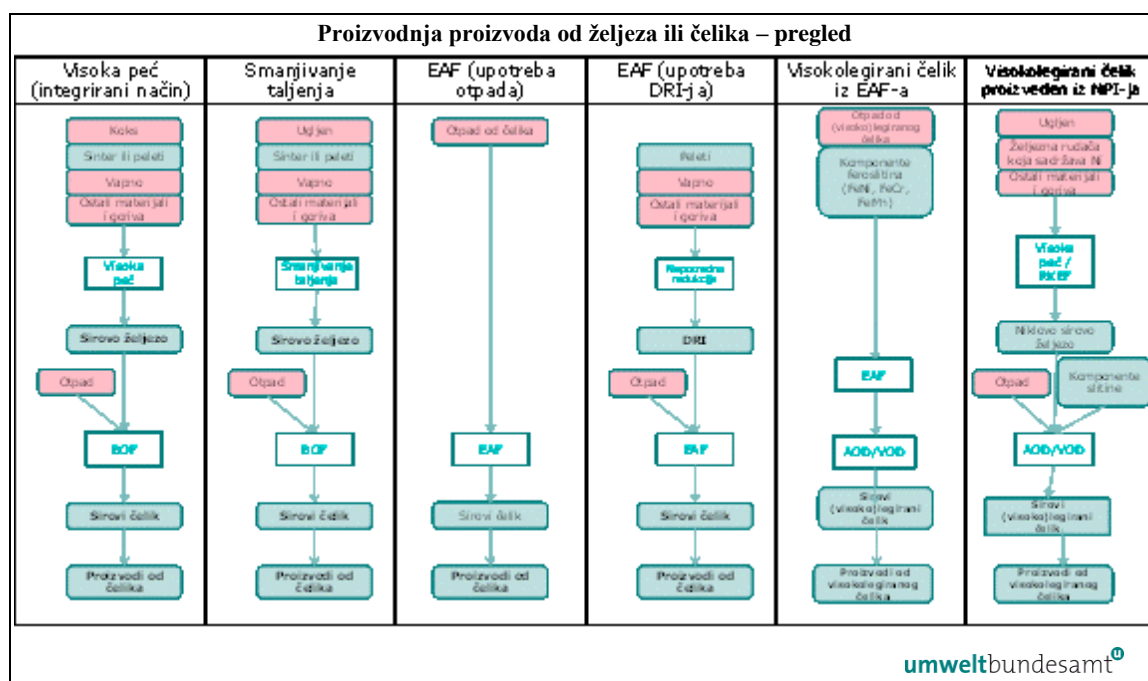 Proizvodnja proizvoda od željeza ili čelika – pregled
Visoka peć
(integrirani način)
Koks
Sinter ili peleti
Vapno
Ostali materijali
i goriva
Visoka
peć
Sirovo željezo
Otpad
BOF
Sirovi čelik
Proizvodi od
čelika
Smanjivanje
taljenja
Ugljen
Sinter ili peleti
Vapno
Ostali materijali
i goriva
Smanjivanje
taljenja
Sirovo željezo
Otpad
BOF
Sirovi čelik
Proizvodi od
čelika
EAF (upotreba
otpada)
Otpad od čelika
EAF
Sirovi čelik
Proizvodi od
čelika
EAF (upotreba
DRI-ja)
Peleti
Vapno
Ostali materijali
i goriva
Neposredna
redukcija
DRI
Otpad
EAF
Sirovi čelik
Proizvodi od
čelika
Visokolegirani čelik
iz EAF-a
Otpad od
(visoko)legiranog
čelika
Komponente
feroslitina
(FeNi, FeCr,
FeMn)
EAF
AOD/VOD
Sirovi
(visoko)legirani
čelik
Proizvodi od
visokolegiranog
čelika
Visokolegirani čelik
proizveden iz NPI-ja
Ugljen
Željezna rudača
koja sadržava Ni
Ostali materijali
i goriva
Visoka
peć /
RKEF
Niklovo sirovo
željezo
Otpad
Komponente
slitine
AOD/VOD
Sirovi
(visoko)legirani
čelik
Proizvodi od
visokolegiranog
čelika
umweltbundesamt